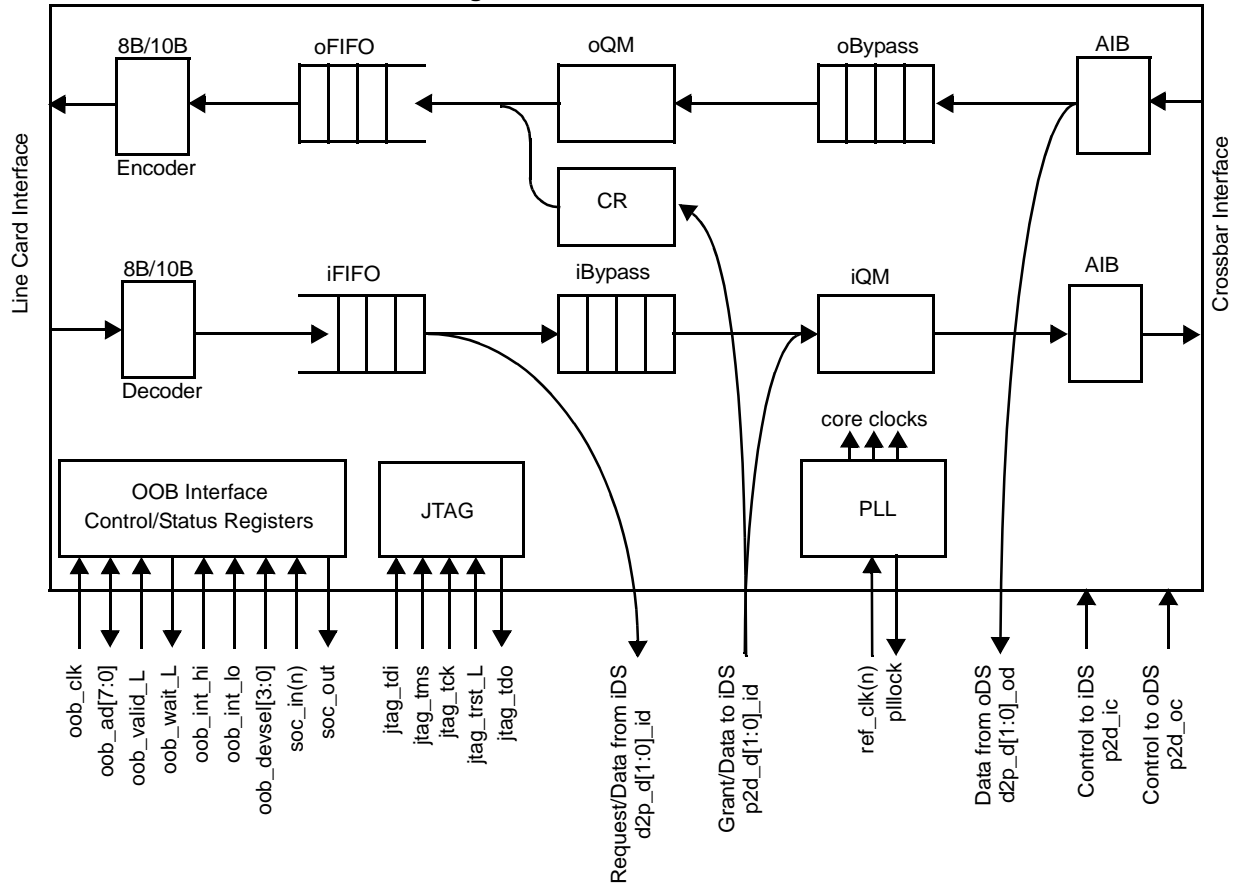 8B/10B
oFIFO
oQM
oBypass
AIB
Encoder
CR
Line Card Interface
Crossbar Interface
8B/10B
iFIFO
iBypass
iQM
AIB
Decoder
core clocks
OOB Interface
Control/Status Registers
JTAG
PLL
oob_clk
oob_ad[7:0]
oob_valid_L
oob_wait_L
oob_int_hi
oob_int_lo
oob_devsel[3:0]
soc_in(n)
soc_out
jtag_tdi
jtag_tms
jtag_tck
jtag_trst_L
jtag_tdo
Request/Data from iDS
d2p_d[1:0]_id
Grant/Data to iDS
p2d_d[1:0]_id
ref_clk(n)
plllock
Data from oDS
d2p_d[1:0]_od
Control to iDS
p2d_ic
Control to oDS
p2d_oc